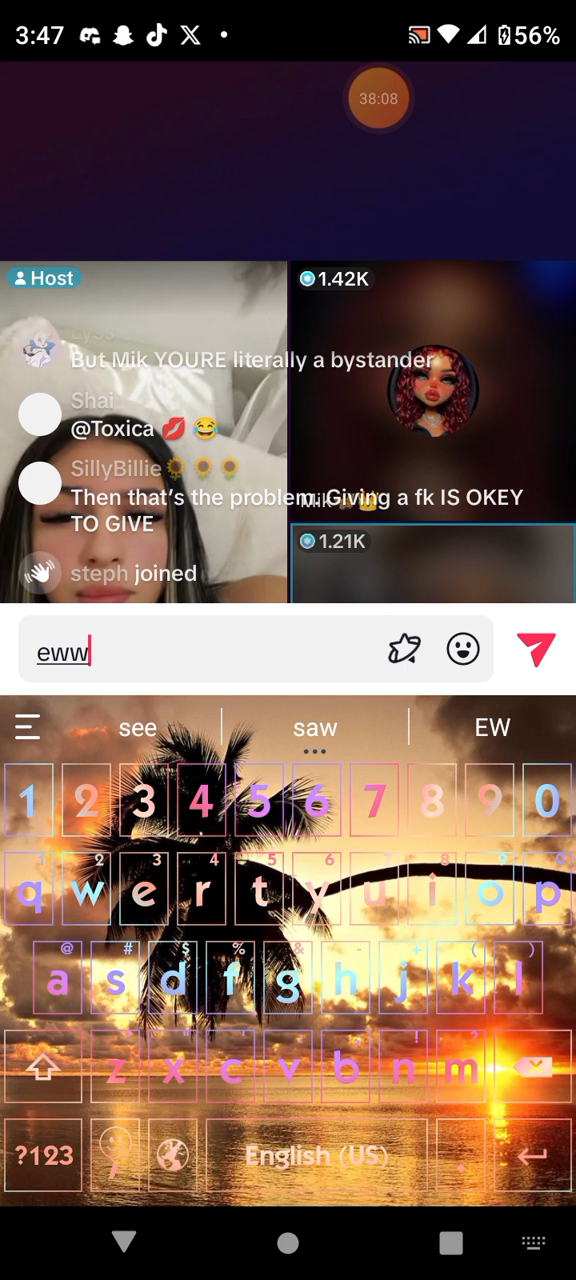 3:47
56%
38:08
Host
1.42K
Lyss
But Mik YOURE literally a bystander
Shai
@Toxica 💋 😂
SillyBillie🌻 🌻 🌻
Then that’s the problem. Giving a fk IS OKEY
TO GIVE
Mik
1.21K
steph joined
eww
see saw EW
1 2 3 4 5 6 7 8 9 0
q w e r t y u i o p
a s d f g h j k l
z x c v b n m
?123 English (US) .